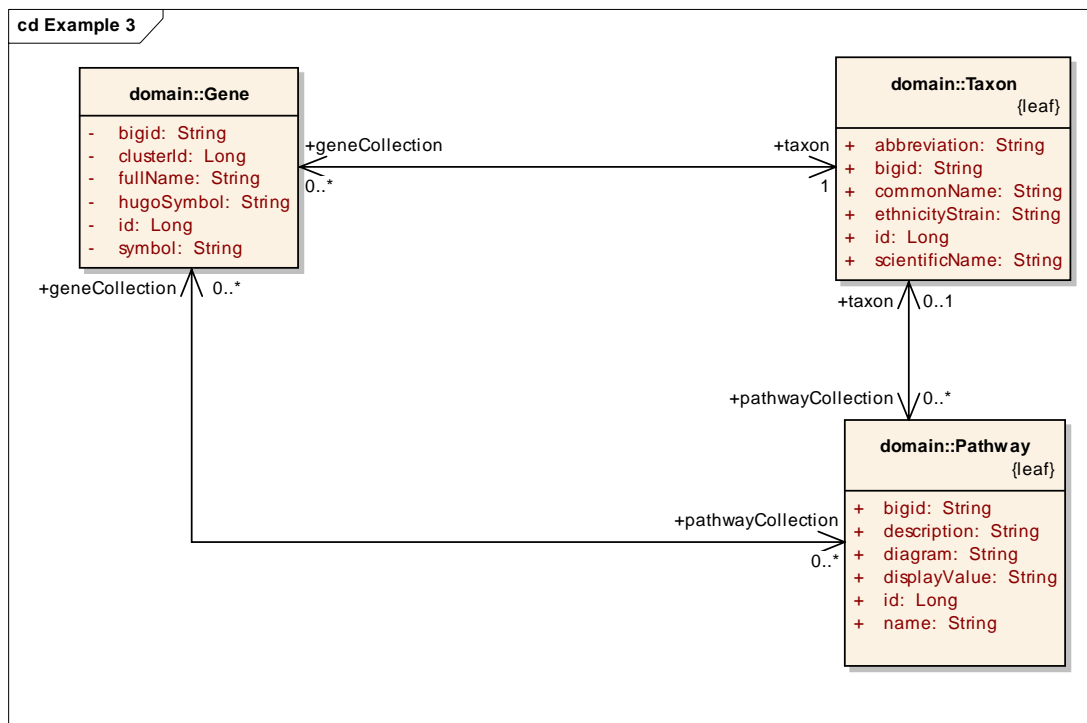 cd Example 3
domain::Gene
- bigid: String
- clusterId: Long
- fullName: String
- hugoSymbol: String
- id: Long
- symbol: String
+geneCollection
0..*
+taxon
1
domain::Taxon
{leaf}
+ abbreviation: String
+ bigid: String
+ commonName: String
+ ethnicityStrain: String
+ id: Long
+ scientificName: String
+geneCollection 0..*
+taxon 0..1
+pathwayCollection 0..*
domain::Pathway
{leaf}
+ bigid: String
+ description: String
+ diagram: String
+ displayValue: String
+ id: Long
+ name: String
+pathwayCollection
0..*